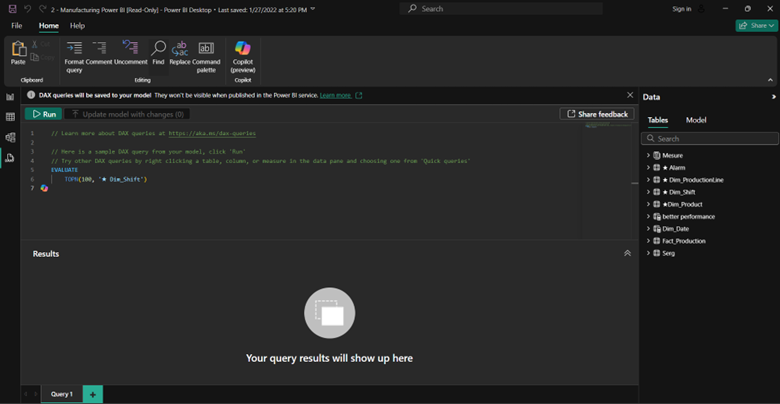 2 - Manufacturing Power BI [Read-Only] - Power BI Desktop • Last saved: 1/27/2022 at 5:20 PM
Search
Sign in
File
Home
Help
Share
Paste
Cut
Format query
Comment
Uncomment
Find
Replace
Command palette
Copilot (preview)
Clipboard
Editing
Copilot
DAX queries will be saved to your model They won't be visible when published in the Power BI service. Learn more
Run
Update model with changes (0)
Share feedback
1 // Learn more about DAX queries at https://aka.ms/dax-queries
2
3 // Here is a sample DAX query from your model, click 'Run'
4 // Try other DAX queries by right clicking a table, column, or measure in the data pane and choosing one from 'Quick queries'
5 EVALUATE
6 TOPN(100, '★ Dim_Shift')
7
Results
Your query results will show up here
Query 1
Data
Tables
Model
Search
Mesure
★ Alarm
★ Dim_ProductionLine
★ Dim_Shift
★Dim_Product
better performance
Dim_Date
Fact_Production
Serg